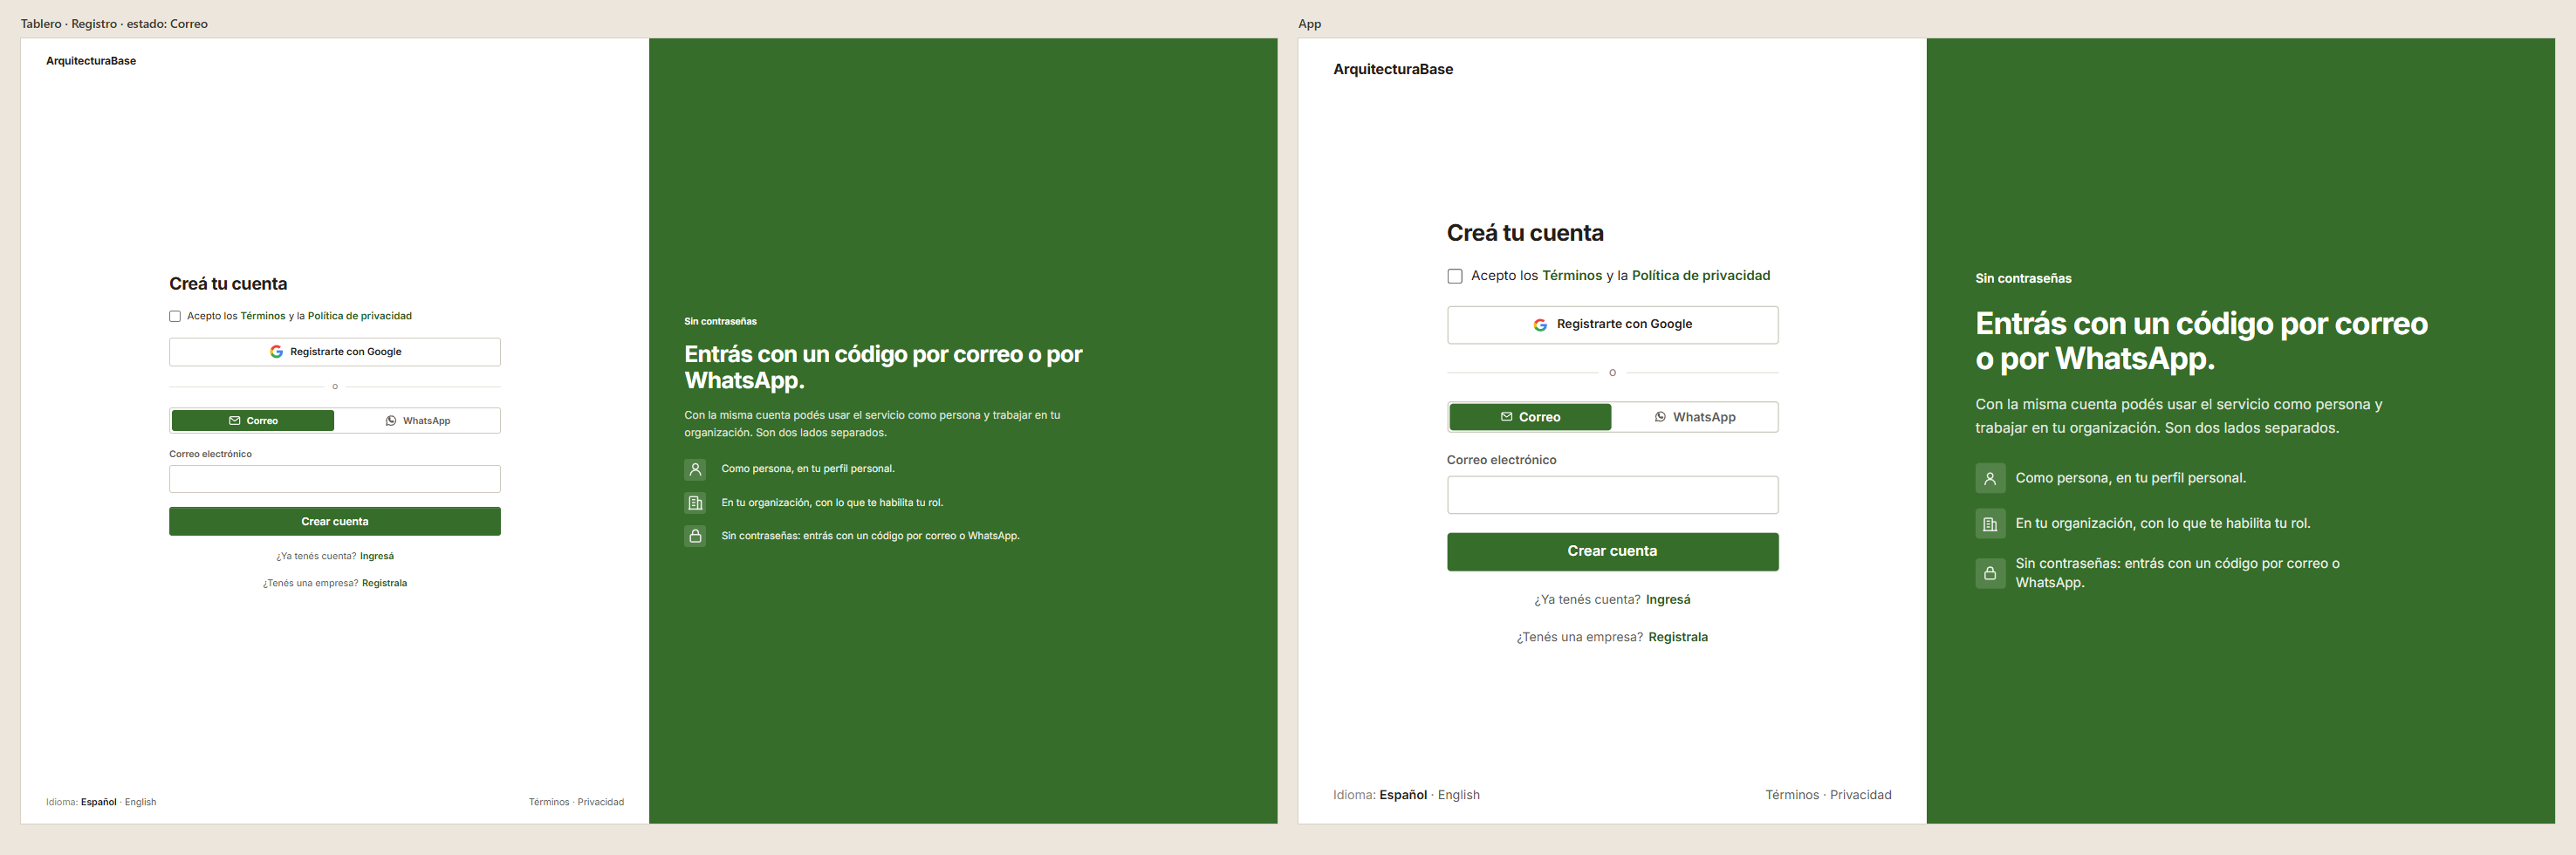 Tablero · Registro · estado: Correo
ArquitecturaBase
Creá tu cuenta
Acepto los Términos y la Política de privacidad
Registrarte con Google
o
Correo
WhatsApp
Correo electrónico
Crear cuenta
¿Ya tenés cuenta? Ingresá
¿Tenés una empresa? Registrala
Idioma: Español · English
Términos · Privacidad
Sin contraseñas
Entrás con un código por correo o por
WhatsApp.
Con la misma cuenta podés usar el servicio como persona y trabajar en tu
organización. Son dos lados separados.
Como persona, en tu perfil personal.
En tu organización, con lo que te habilita tu rol.
Sin contraseñas: entrás con un código por correo o WhatsApp.
App
ArquitecturaBase
Creá tu cuenta
Acepto los Términos y la Política de privacidad
Registrarte con Google
o
Correo
WhatsApp
Correo electrónico
Crear cuenta
¿Ya tenés cuenta? Ingresá
¿Tenés una empresa? Registrala
Idioma: Español · English
Términos · Privacidad
Sin contraseñas
Entrás con un código por correo
o por WhatsApp.
Con la misma cuenta podés usar el servicio como persona y
trabajar en tu organización. Son dos lados separados.
Como persona, en tu perfil personal.
En tu organización, con lo que te habilita tu rol.
Sin contraseñas: entrás con un código por correo o
WhatsApp.